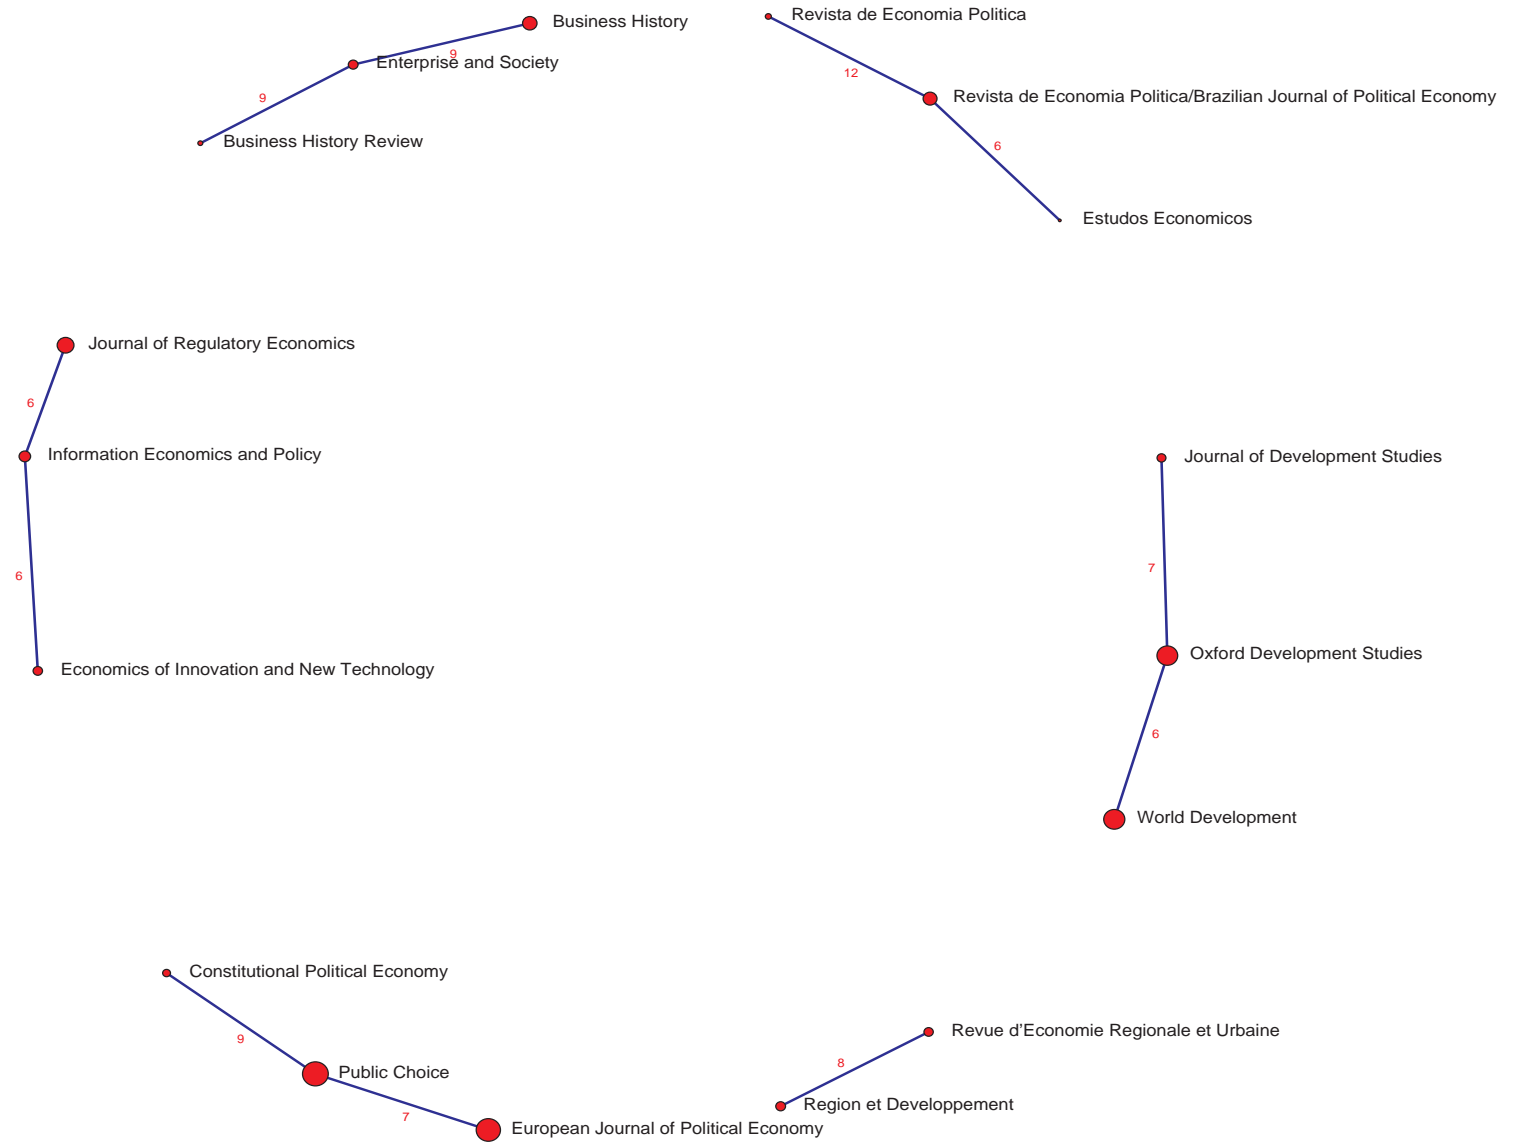 Revista de Economia Politica
Business History
9
Enterprise and Society
12
9
Revista de Economia Politica/Brazilian Journal of Political Economy
Business History Review
6
Estudos Economicos
Journal of Regulatory Economics
6
Information Economics and Policy
Journal of Development Studies
7
6
Oxford Development Studies
Economics of Innovation and New Technology
6
World Development
Constitutional Political Economy
Revue d'Economie Regionale et Urbaine
9
8
Public Choice
Region et Developpement
7
European Journal of Political Economy